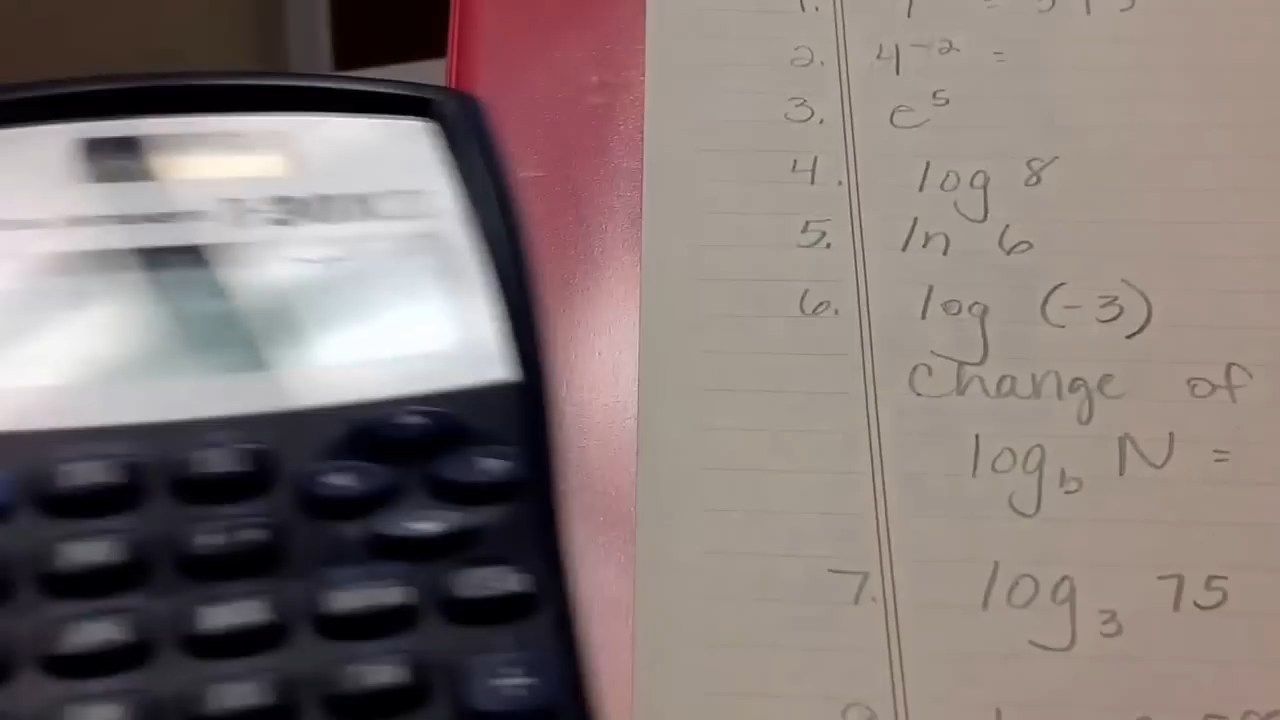 2. 4⁻² =
3. e⁵
4. log 8
5. ln 6
6. log (-3)
Change of
log_b N =
7. log₃ 75